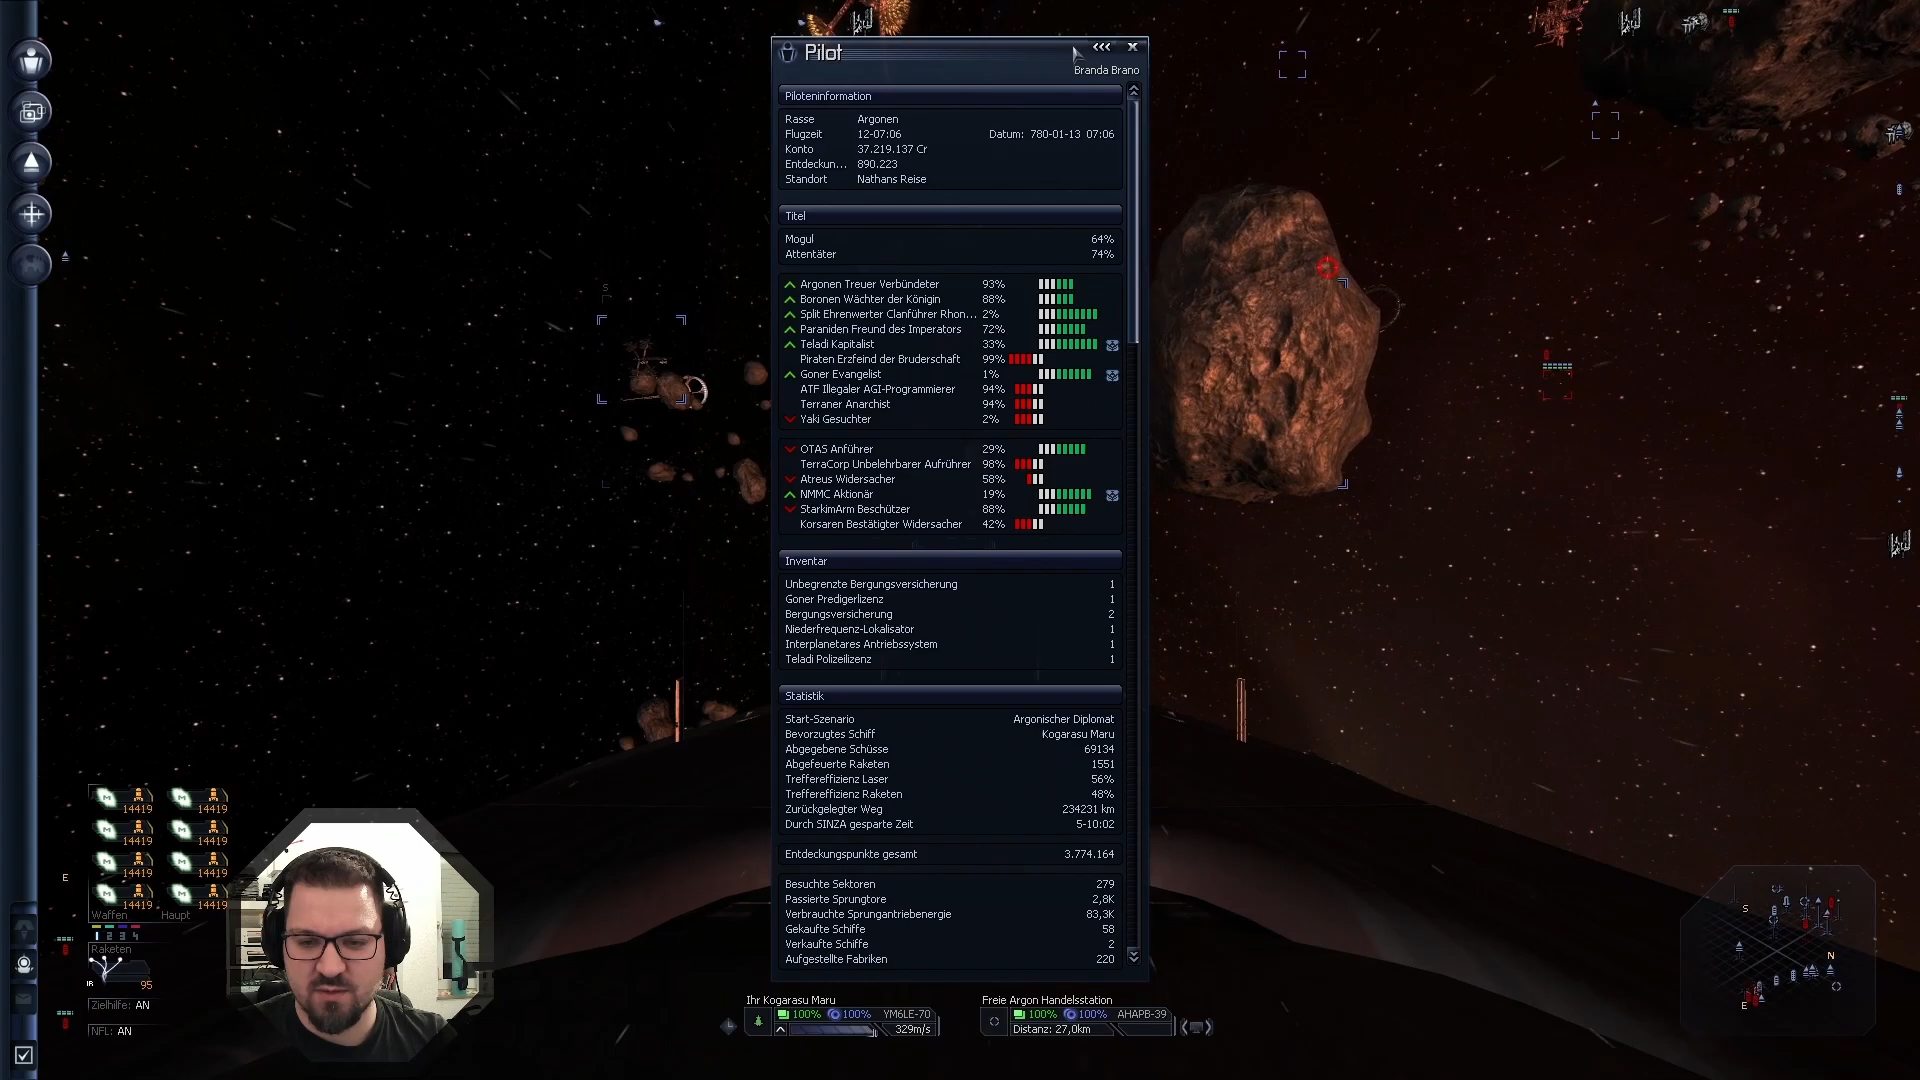 Pilot
Branda Brano
Piloteninformation
Rasse Argonen
Flugzeit 12-07:06 Datum: 780-01-13 07:06
Konto 37.219.137 Cr
Entdeckun... 890.223
Standort Nathans Reise
Titel
Mogul 64%
Attentäter 74%
Argonen Treuer Verbündeter 93%
Boronen Wächter der Königin 88%
Split Ehrenwerter Clanführer Rhon... 2%
Paraniden Freund des Imperators 72%
Teladi Kapitalist 33%
Piraten Erzfeind der Bruderschaft 99%
Goner Evangelist 1%
ATF Illegaler AGI-Programmierer 94%
Terraner Anarchist 94%
Yaki Gesuchter 2%
OTAS Anführer 29%
TerraCorp Unbelehrbarer Aufrührer 98%
Atreus Widersacher 58%
NMMC Aktionär 19%
StarkimArm Beschützer 88%
Korsaren Bestätigter Widersacher 42%
Inventar
Unbegrenzte Bergungsversicherung 1
Goner Predigerlizenz 1
Bergungsversicherung 2
Niederfrequenz-Lokalisator 1
Interplanetares Antriebssystem 1
Teladi Polizeilizenz 1
Statistik
Start-Szenario Argonischer Diplomat
Bevorzugtes Schiff Kogarasu Maru
Abgegebene Schüsse 69134
Abgefeuerte Raketen 1551
Treffereffizienz Laser 56%
Treffereffizienz Raketen 48%
Zurückgelegter Weg 234231 km
Durch SINZA gesparte Zeit 5-10:02
Entdeckungspunkte gesamt 3.774.164
Besuchte Sektoren 279
Passierte Sprungtore 2,8K
Verbrauchte Sprungantriebenergie 83,3K
Gekaufte Schiffe 58
Verkaufte Schiffe 2
Aufgestellte Fabriken 220
S
E
14419 14419
14419 14419
14419 14419
14419 14419
Waffen Haupt
1 2 3 4
Raketen
IR 95
Zielhilfe: AN
NFL: AN
Ihr Kogarasu Maru
100% 100% YM6LE-70
329m/s
Freie Argon Handelsstation
100% 100% AHAPB-39
Distanz: 27,0km
S
N
E